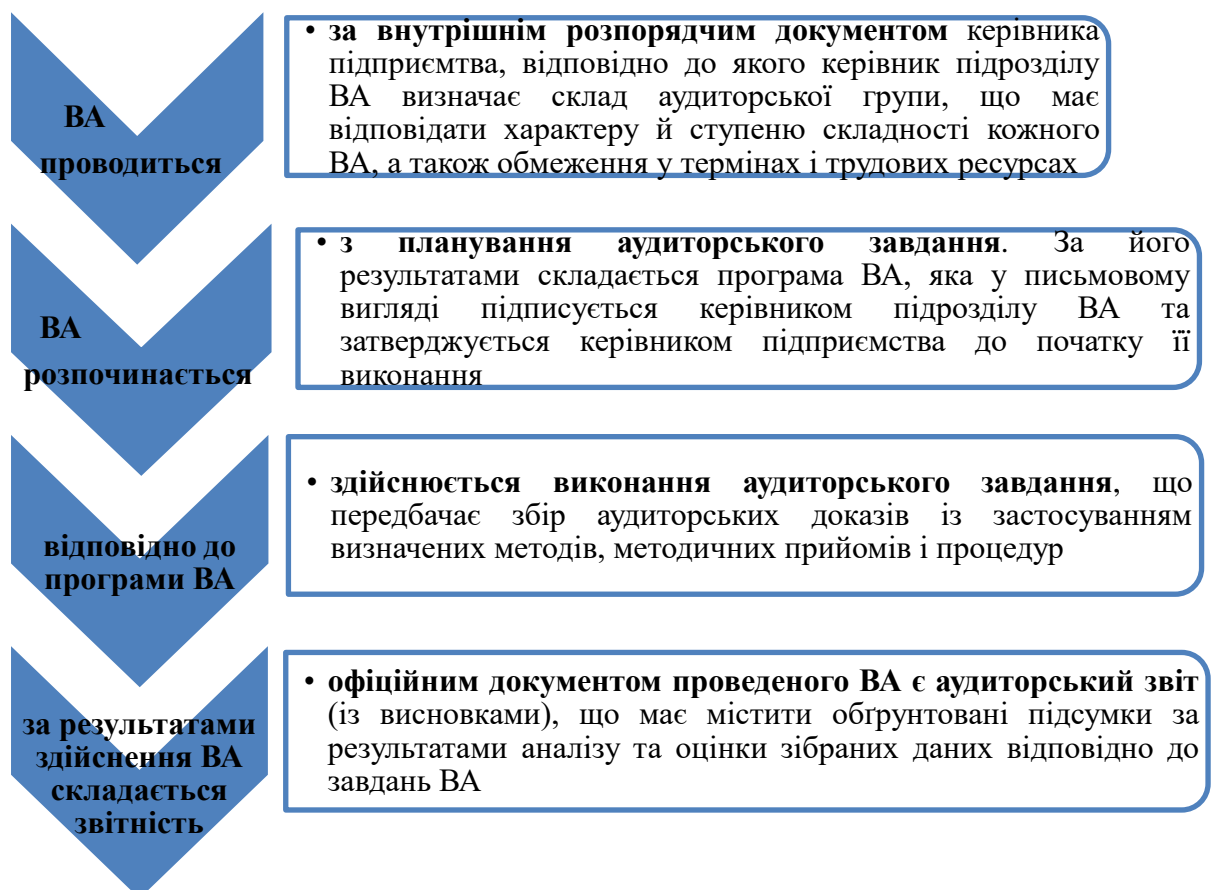 ВА
проводиться
• за внутрішнім розпорядчим документом керівника
підприємтва, відповідно до якого керівник підрозділу
ВА визначає склад аудиторської групи, що має
відповідати характеру й ступеню складності кожного
ВА, а також обмеження у термінах і трудових ресурсах
ВА
розпочинається
• з планування аудиторського завдання. За його
результатами складається програма ВА, яка у письмовому
вигляді підписується керівником підрозділу ВА та
затверджується керівником підприємства до початку її
виконання
відповідно до
програми ВА
• здійснюється виконання аудиторського завдання, що
передбачає збір аудиторських доказів із застосуванням
визначених методів, методичних прийомів і процедур
за результатами
здійснення ВА
складається
звітність
• офіційним документом проведеного ВА є аудиторський звіт
(із висновками), що має містити обґрунтовані підсумки за
результатами аналізу та оцінки зібраних даних відповідно до
завдань ВА